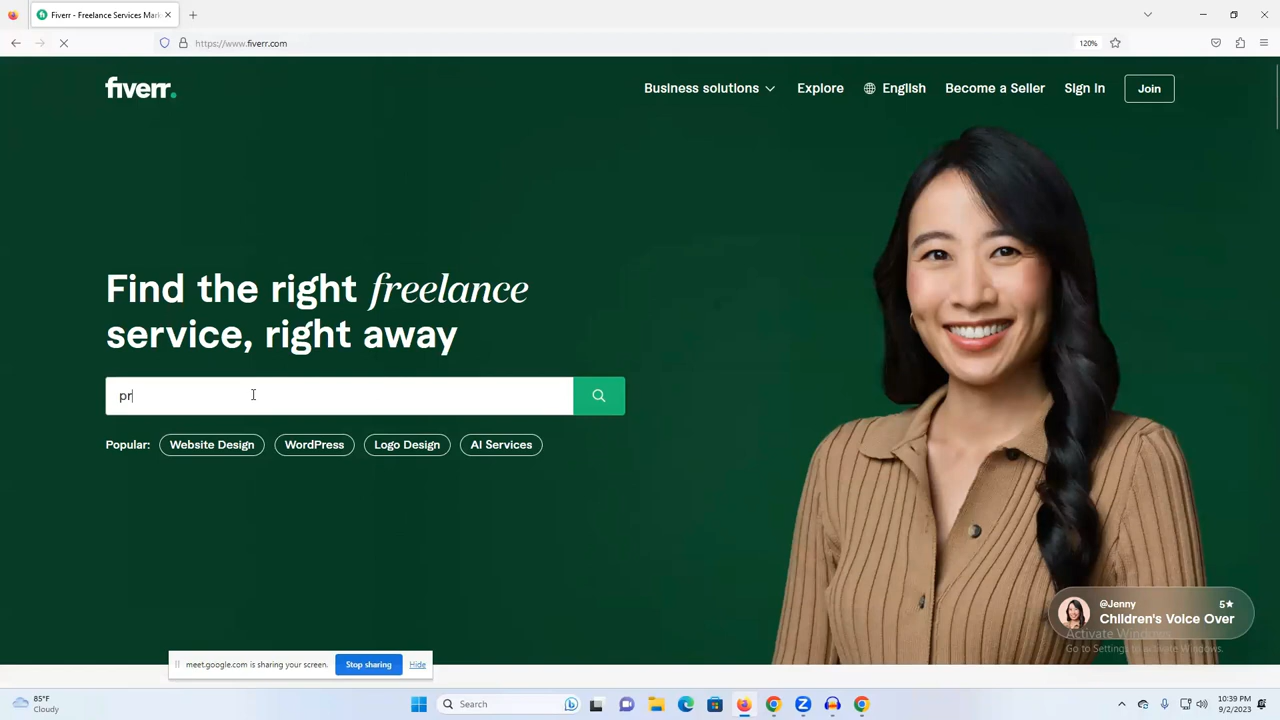 Fiverr - Freelance Services Mar
https://www.fiverr.com
120%
fiverr.
Business solutions
Explore
English
Become a Seller
Sign In
Join
Find the right freelance
service, right away
pr
Popular:
Website Design
WordPress
Logo Design
AI Services
@Jenny
5★
Children's Voice Over
Activate Windows
Go to Settings to activate Windows.
meet.google.com is sharing your screen.
Stop sharing
Hide
85°F
Cloudy
Search
10:39 PM
9/2/2023